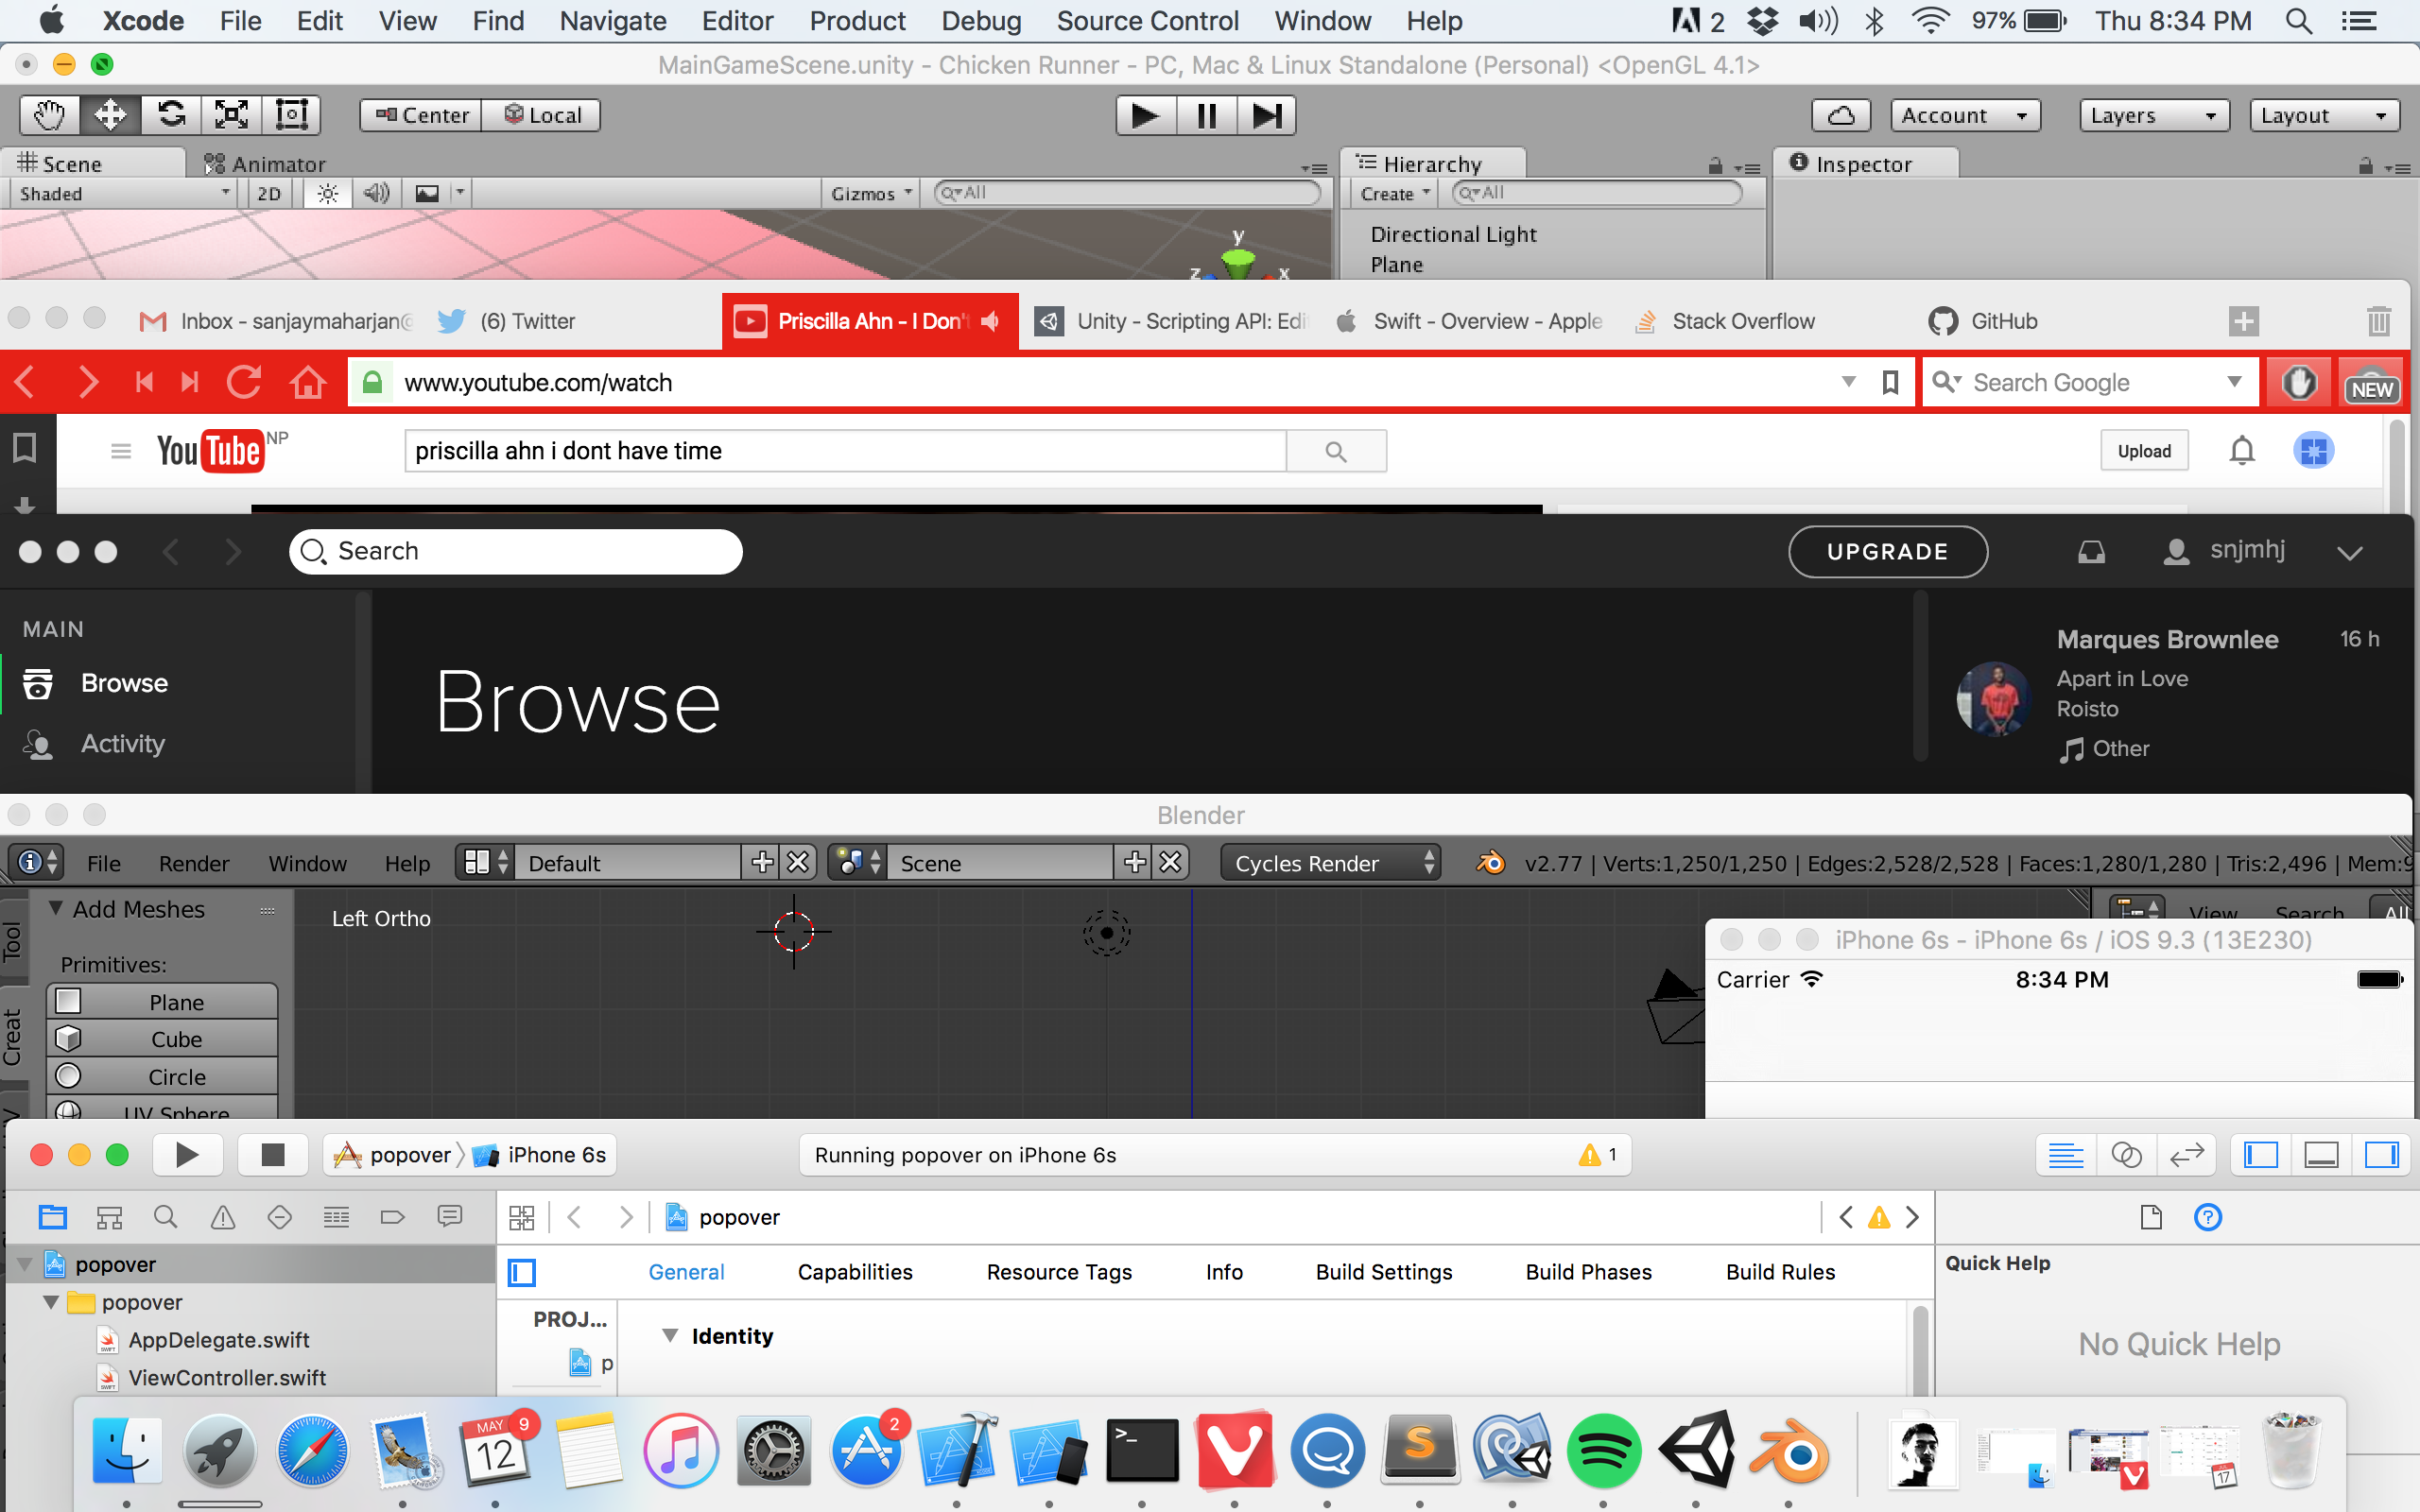 Xcode File Edit View Find Navigate Editor Product Debug Source Control Window Help 2 97% Thu 8:34 PM
MainGameScene.unity - Chicken Runner - PC, Mac & Linux Standalone (Personal) <OpenGL 4.1>
Center Local Account Layers Layout
Scene Animator Hierarchy Inspector
Shaded 2D Gizmos All Create All
Directional Light
y
Plane
z x
Inbox - sanjaymaharjan@ (6) Twitter Priscilla Ahn - I Don't Unity - Scripting API: Edi Swift - Overview - Apple Stack Overflow GitHub
www.youtube.com/watch Search Google NEW
YouTube NP priscilla ahn i dont have time Upload
Search UPGRADE snjmhj
MAIN
Browse
Activity
Browse
Marques Brownlee 16 h
Apart in Love
Roisto
Other
Blender
File Render Window Help Default Scene Cycles Render v2.77 | Verts:1,250/1,250 | Edges:2,528/2,528 | Faces:1,280/1,280 | Tris:2,496 | Mem:9
Tool
Creat
Add Meshes
Primitives:
Plane
Cube
Circle
UV Sphere
Left Ortho
View Search All
iPhone 6s - iPhone 6s / iOS 9.3 (13E230)
Carrier 8:34 PM
popover iPhone 6s Running popover on iPhone 6s 1
popover
popover
popover
AppDelegate.swift
ViewController.swift
General Capabilities Resource Tags Info Build Settings Build Phases Build Rules
PROJ...
p
Identity
Quick Help
No Quick Help
MAY 9
12
2
>_
S
17